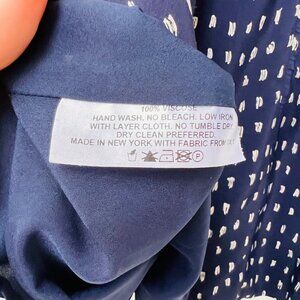 100% VISCOSE
HAND WASH. NO BLEACH. LOW IRON
WITH LAYER CLOTH. NO TUMBLE DRY
DRY CLEAN PREFERRED.
MADE IN NEW YORK WITH FABRIC FROM